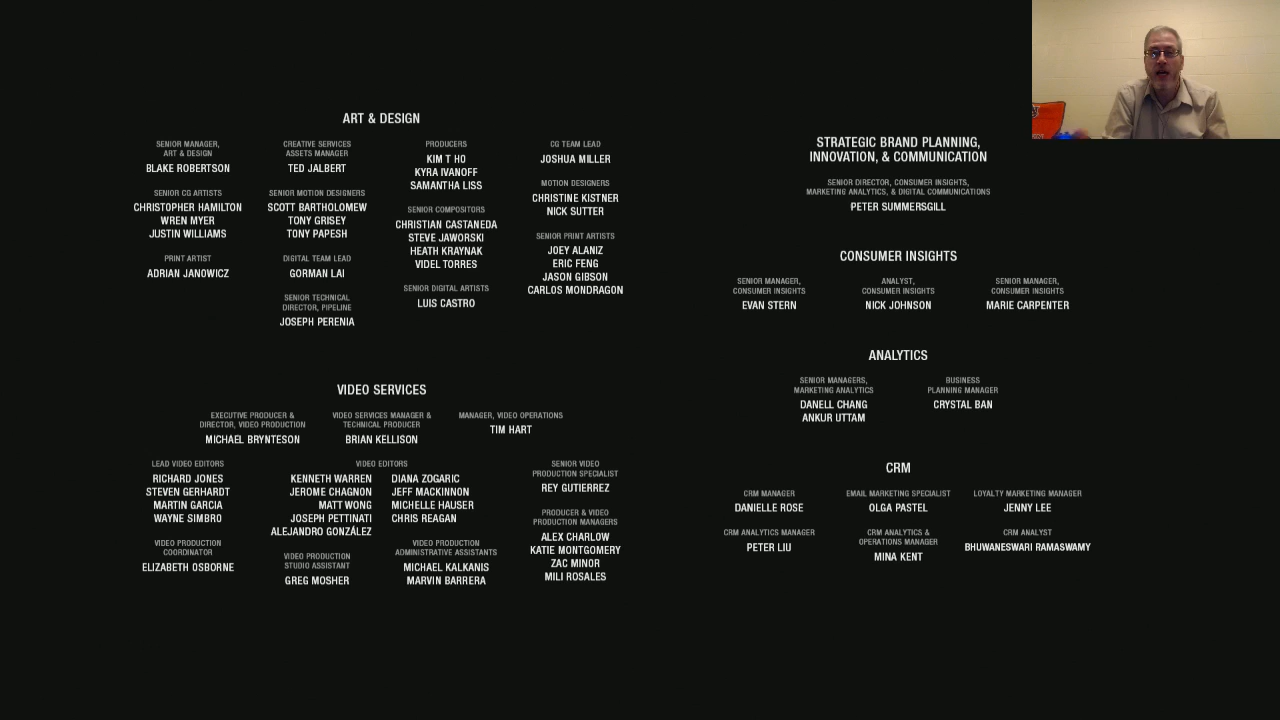 ART & DESIGN
SENIOR MANAGER,
ART & DESIGN
BLAKE ROBERTSON
SENIOR CG ARTISTS
CHRISTOPHER HAMILTON
WREN MYER
JUSTIN WILLIAMS
PRINT ARTIST
ADRIAN JANOWICZ
CREATIVE SERVICES
ASSETS MANAGER
TED JALBERT
SENIOR MOTION DESIGNERS
SCOTT BARTHOLOMEW
TONY GRISEY
TONY PAPESH
DIGITAL TEAM LEAD
GORMAN LAI
SENIOR TECHNICAL
DIRECTOR, PIPELINE
JOSEPH PERENIA
PRODUCERS
KIM T HO
KYRA IVANOFF
SAMANTHA LISS
SENIOR COMPOSITORS
CHRISTIAN CASTANEDA
STEVE JAWORSKI
HEATH KRAYNAK
VIDEL TORRES
SENIOR DIGITAL ARTISTS
LUIS CASTRO
CG TEAM LEAD
JOSHUA MILLER
MOTION DESIGNERS
CHRISTINE KISTNER
NICK SUTTER
SENIOR PRINT ARTISTS
JOEY ALANIZ
ERIC FENG
JASON GIBSON
CARLOS MONDRAGON
VIDEO SERVICES
EXECUTIVE PRODUCER &
DIRECTOR, VIDEO PRODUCTION
MICHAEL BRYNTESON
VIDEO SERVICES MANAGER &
TECHNICAL PRODUCER
BRIAN KELLISON
MANAGER, VIDEO OPERATIONS
TIM HART
LEAD VIDEO EDITORS
RICHARD JONES
STEVEN GERHARDT
MARTIN GARCIA
WAYNE SIMBRO
VIDEO PRODUCTION
COORDINATOR
ELIZABETH OSBORNE
VIDEO EDITORS
KENNETH WARREN
JEROME CHAGNON
MATT WONG
JOSEPH PETTINATI
ALEJANDRO GONZÁLEZ
DIANA ZOGARIC
JEFF MACKINNON
MICHELLE HAUSER
CHRIS REAGAN
VIDEO PRODUCTION
STUDIO ASSISTANT
GREG MOSHER
VIDEO PRODUCTION
ADMINISTRATIVE ASSISTANTS
MICHAEL KALKANIS
MARVIN BARRERA
SENIOR VIDEO
PRODUCTION SPECIALIST
REY GUTIERREZ
PRODUCER & VIDEO
PRODUCTION MANAGERS
ALEX CHARLOW
KATIE MONTGOMERY
ZAC MINOR
MILI ROSALES
STRATEGIC BRAND PLANNING,
INNOVATION, & COMMUNICATION
SENIOR DIRECTOR, CONSUMER INSIGHTS,
MARKETING ANALYTICS, & DIGITAL COMMUNICATIONS
PETER SUMMERSGILL
CONSUMER INSIGHTS
SENIOR MANAGER,
CONSUMER INSIGHTS
EVAN STERN
ANALYST,
CONSUMER INSIGHTS
NICK JOHNSON
SENIOR MANAGER,
CONSUMER INSIGHTS
MARIE CARPENTER
ANALYTICS
SENIOR MANAGERS,
MARKETING ANALYTICS
DANELL CHANG
ANKUR UTTAM
BUSINESS
PLANNING MANAGER
CRYSTAL BAN
CRM
CRM MANAGER
DANIELLE ROSE
EMAIL MARKETING SPECIALIST
OLGA PASTEL
LOYALTY MARKETING MANAGER
JENNY LEE
CRM ANALYTICS MANAGER
PETER LIU
CRM ANALYTICS &
OPERATIONS MANAGER
MINA KENT
CRM ANALYST
BHUWANESWARI RAMASWAMY